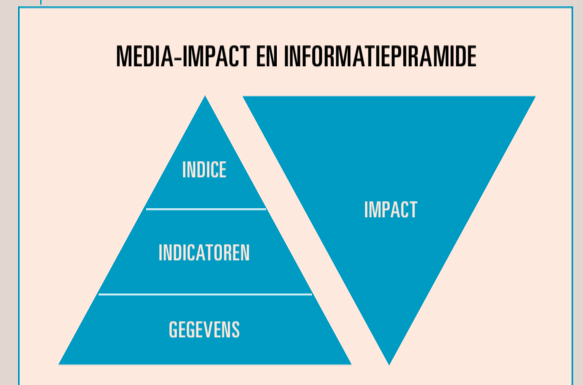 MEDIA-IMPACT EN INFORMATIEPIRAMIDE
INDICE
IMPACT
INDICATOREN
GEGEVENS